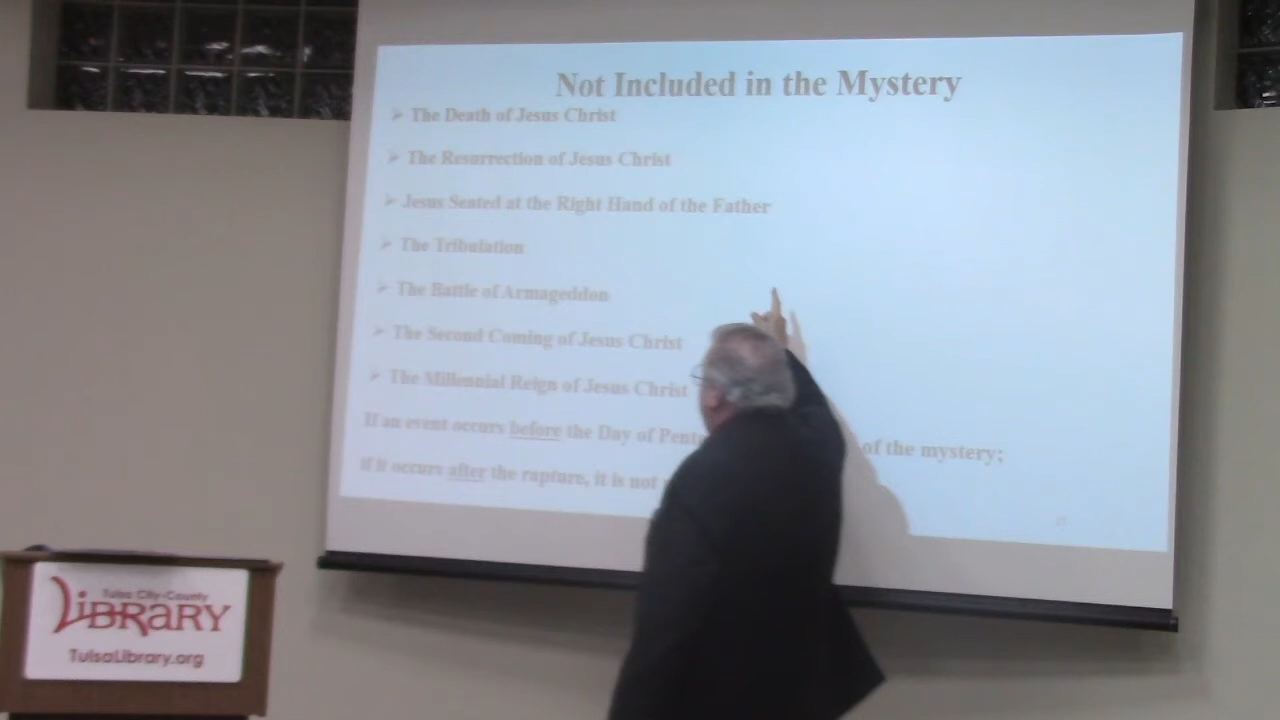 Not Included in the Mystery
➢ The Death of Jesus Christ
➢ The Resurrection of Jesus Christ
➢ Jesus Seated at the Right Hand of the Father
➢ The Tribulation
➢ The Battle of Armageddon
➢ The Second Coming of Jesus Christ
➢ The Millennial Reign of Jesus Christ
If an event occurs before the Day of of the mystery;
if it occurs after the rapture, it is not
Tulsa City-County
LiBRARY
TulsaLibrary.org